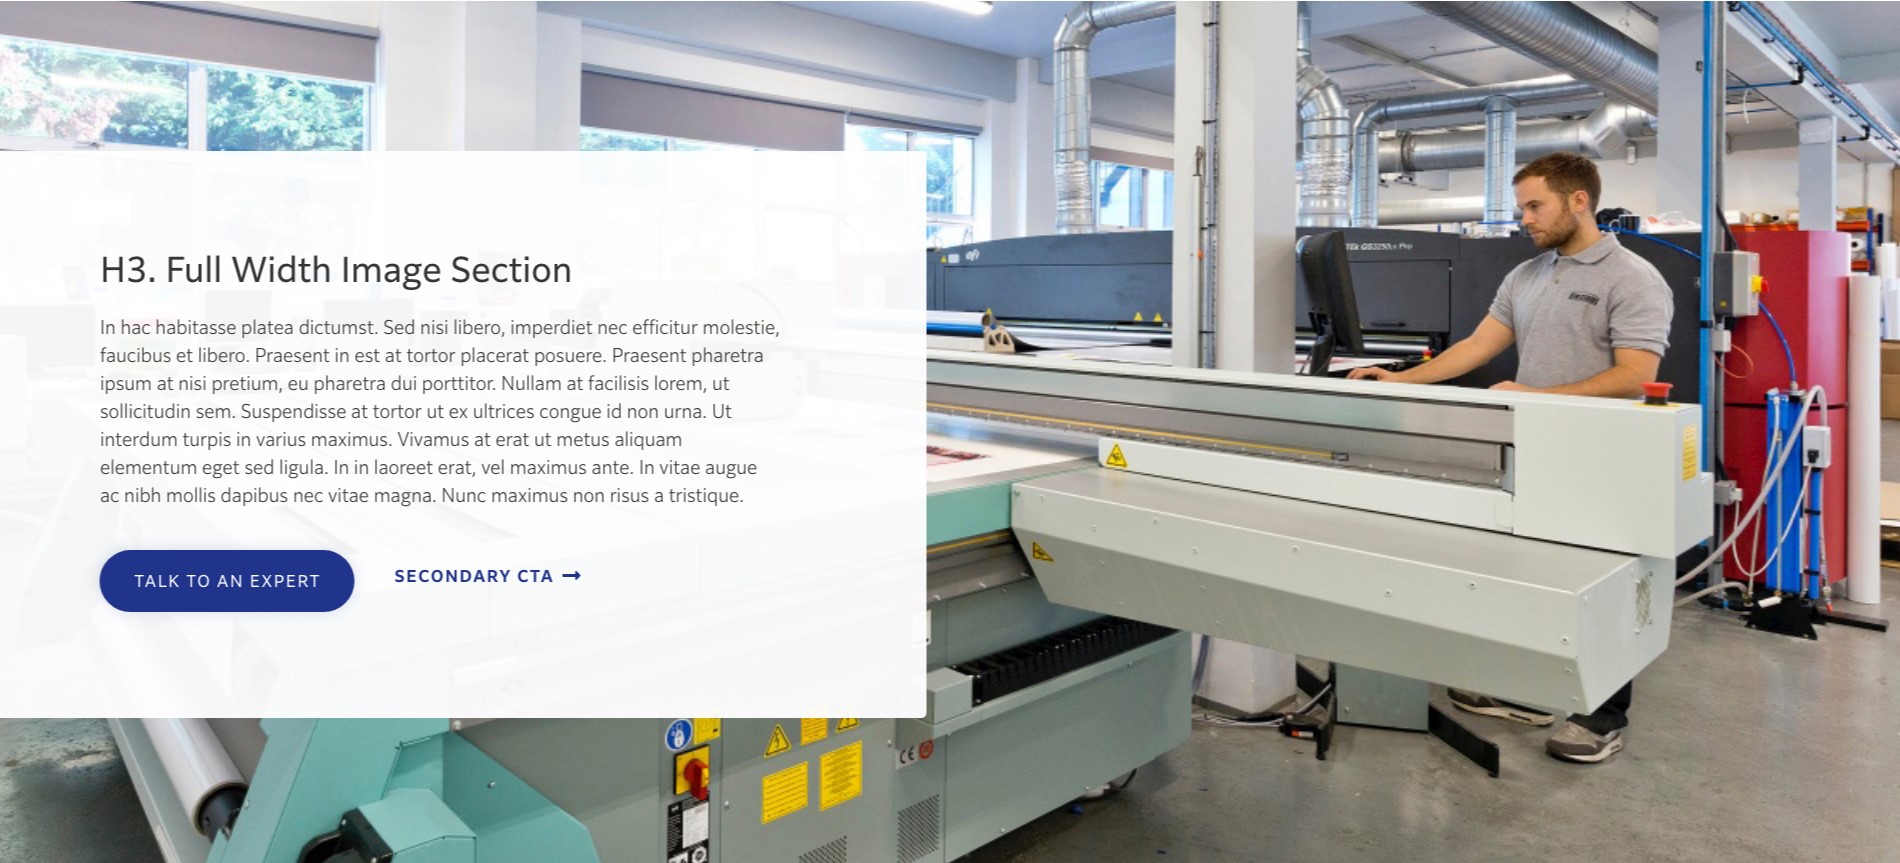 H3. Full Width Image Section
In hac habitasse platea dictumst. Sed nisi libero, imperdiet nec efficitur molestie,
faucibus et libero. Praesent in est at tortor placerat posuere. Praesent pharetra
ipsum at nisi pretium, eu pharetra dui porttitor. Nullam at facilisis lorem, ut
sollicitudin sem. Suspendisse at tortor ut ex ultrices congue id non urna. Ut
interdum turpis in varius maximus. Vivamus at erat ut metus aliquam
elementum eget sed ligula. In in laoreet erat, vel maximus ante. In vitae augue
ac nibh mollis dapibus nec vitae magna. Nunc maximus non risus a tristique.
TALK TO AN EXPERT
SECONDARY CTA
efi
GS3250LX Pro
CE